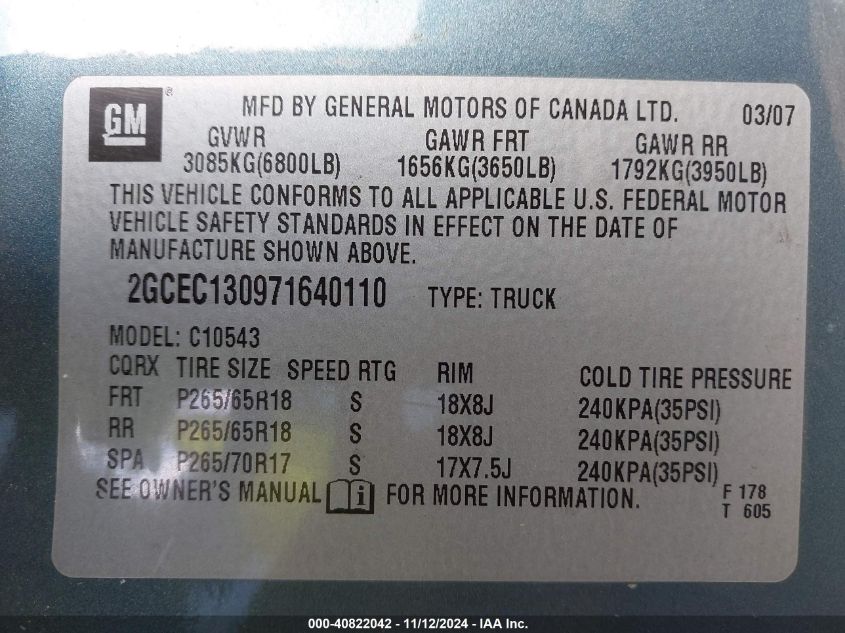 GM ® MFD BY GENERAL MOTORS OF CANADA LTD. 03/07
GVWR GAWR FRT GAWR RR
3085KG(6800LB) 1656KG(3650LB) 1792KG(3950LB)
THIS VEHICLE CONFORMS TO ALL APPLICABLE U.S. FEDERAL MOTOR
VEHICLE SAFETY STANDARDS IN EFFECT ON THE DATE OF
MANUFACTURE SHOWN ABOVE.
2GCEC130971640110 TYPE: TRUCK
MODEL: C10543
CQRX TIRE SIZE SPEED RTG RIM COLD TIRE PRESSURE
FRT P265/65R18 S 18X8J 240KPA(35PSI)
RR P265/65R18 S 18X8J 240KPA(35PSI)
SPA P265/70R17 S 17X7.5J 240KPA(35PSI)
SEE OWNER'S MANUAL i FOR MORE INFORMATION. F 178
T 605
000-40822042 - 11/12/2024 - IAA Inc.